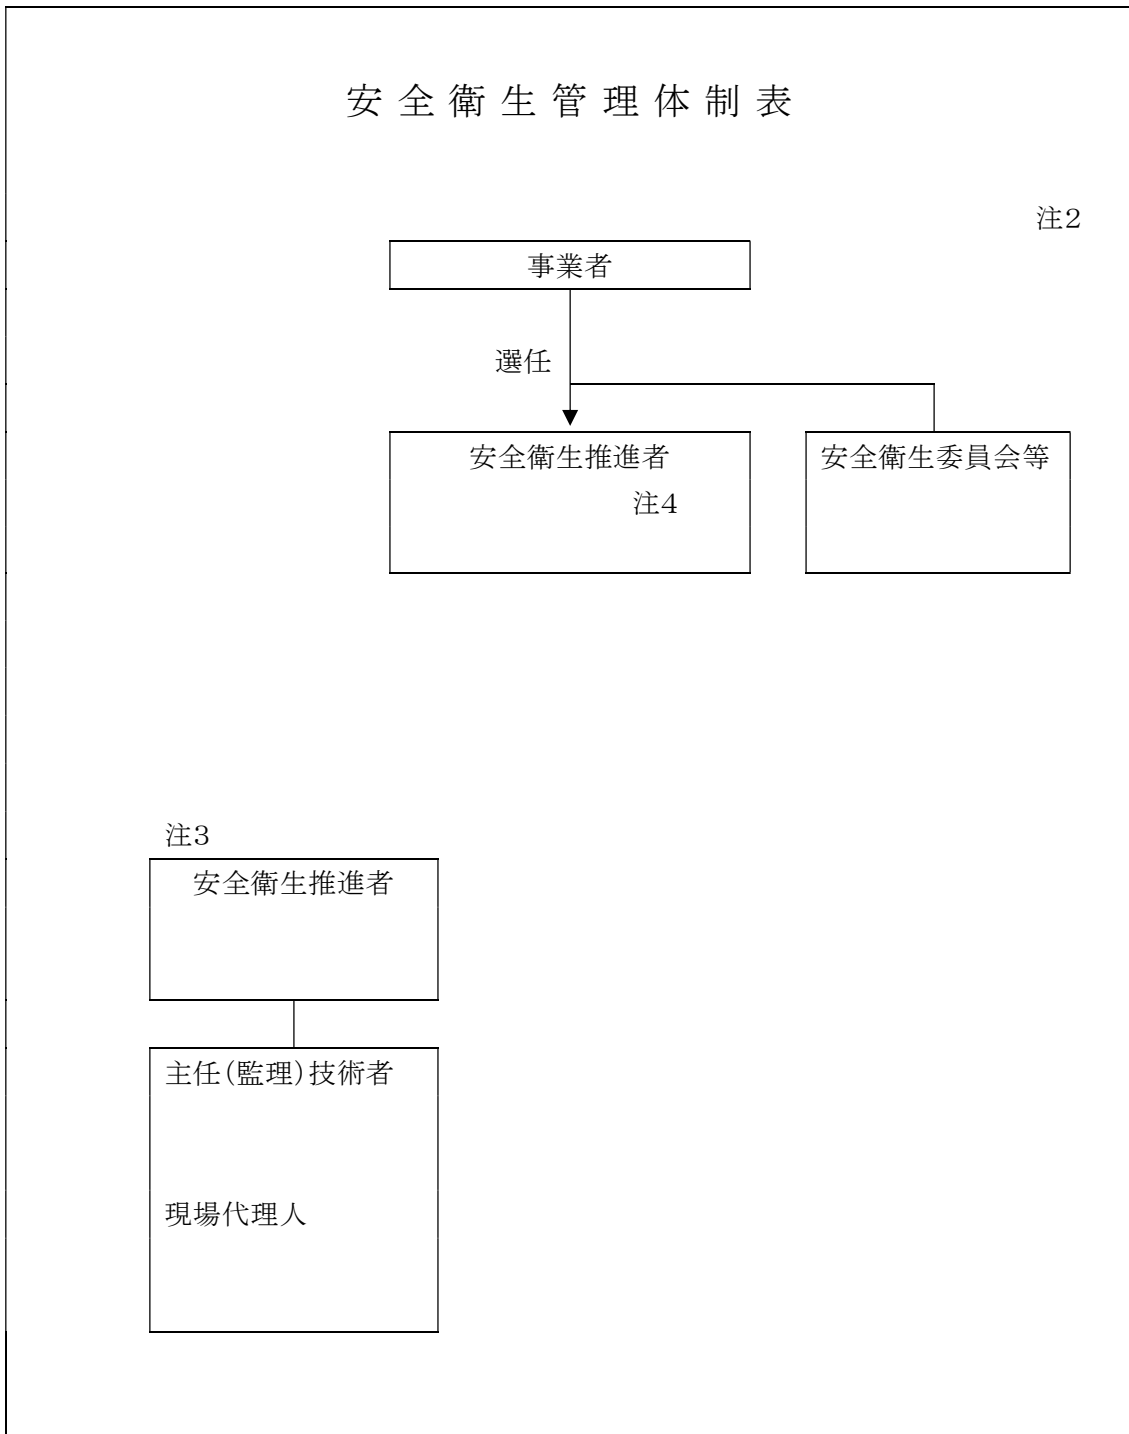 安全衛生管理体制表
注2
事業者
選任
安全衛生推進者
安全衛生委員会等
注4
注3
安全衛生推進者
主任(監理)技術者
現場代理人